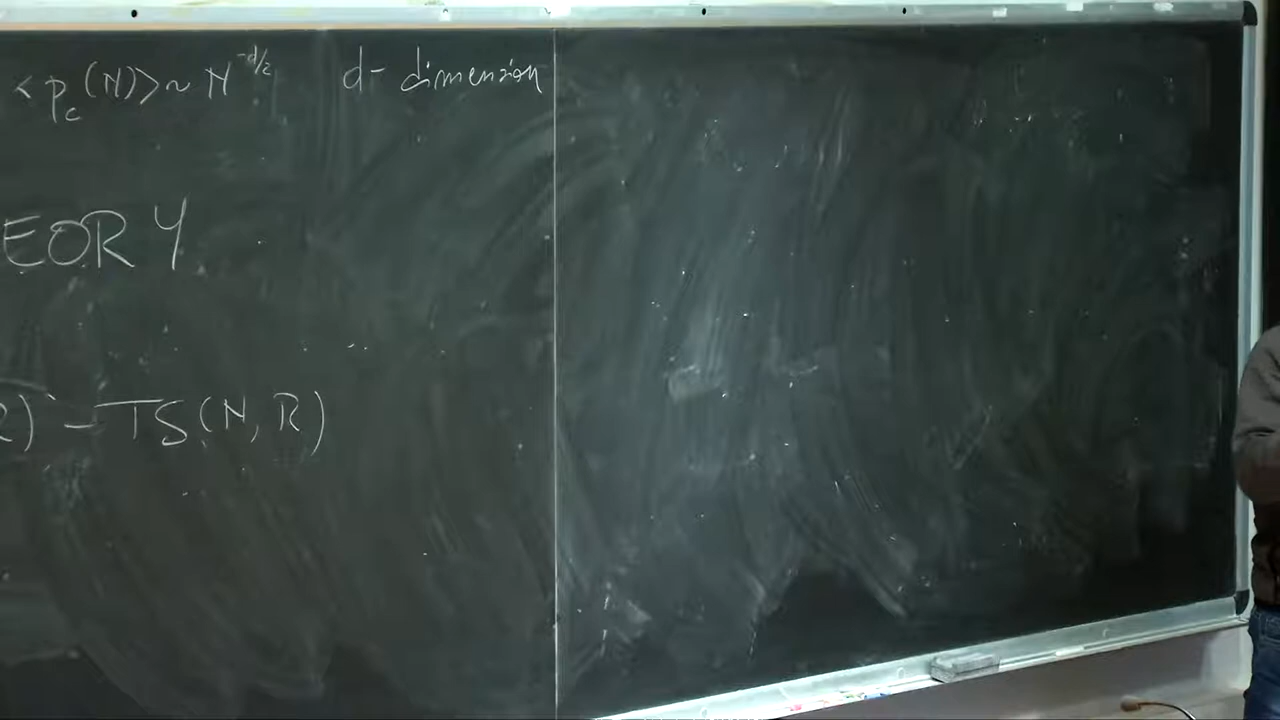 <p_c(N)>~N^{-d/2} d - dimension
EORY
R) - TS(N, R)